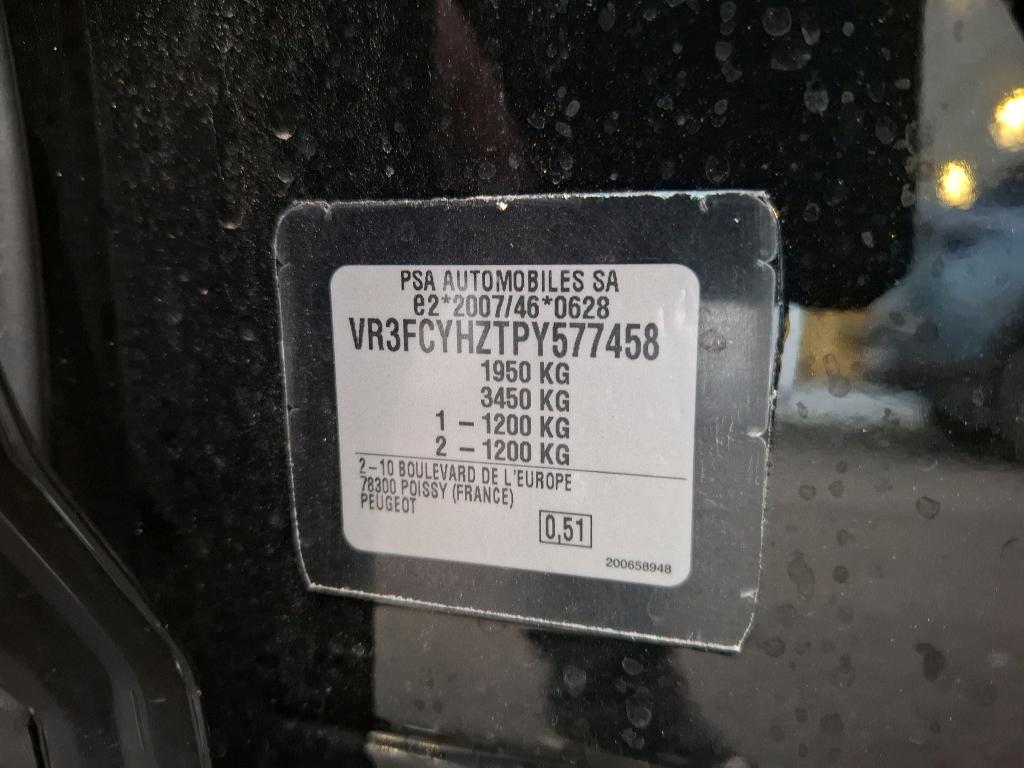 PSA AUTOMOBILES SA
e2*2007/46*0628
VR3FCYHZTPY577458
1950 KG
3450 KG
1 - 1200 KG
2 - 1200 KG
2-10 BOULEVARD DE L'EUROPE
78300 POISSY (FRANCE)
PEUGEOT
0,51
200658948